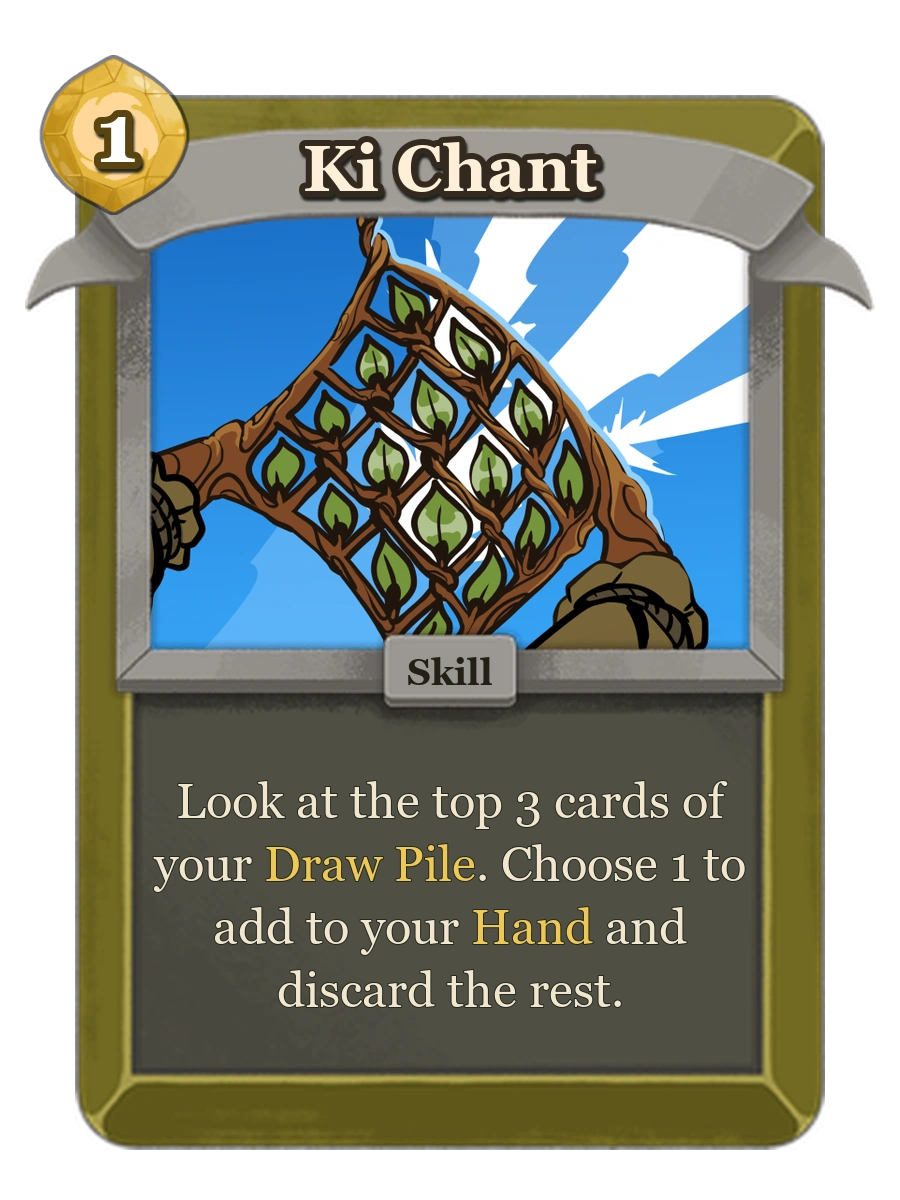 1
Ki Chant
Skill
Look at the top 3 cards of
your Draw Pile. Choose 1 to
add to your Hand and
discard the rest.